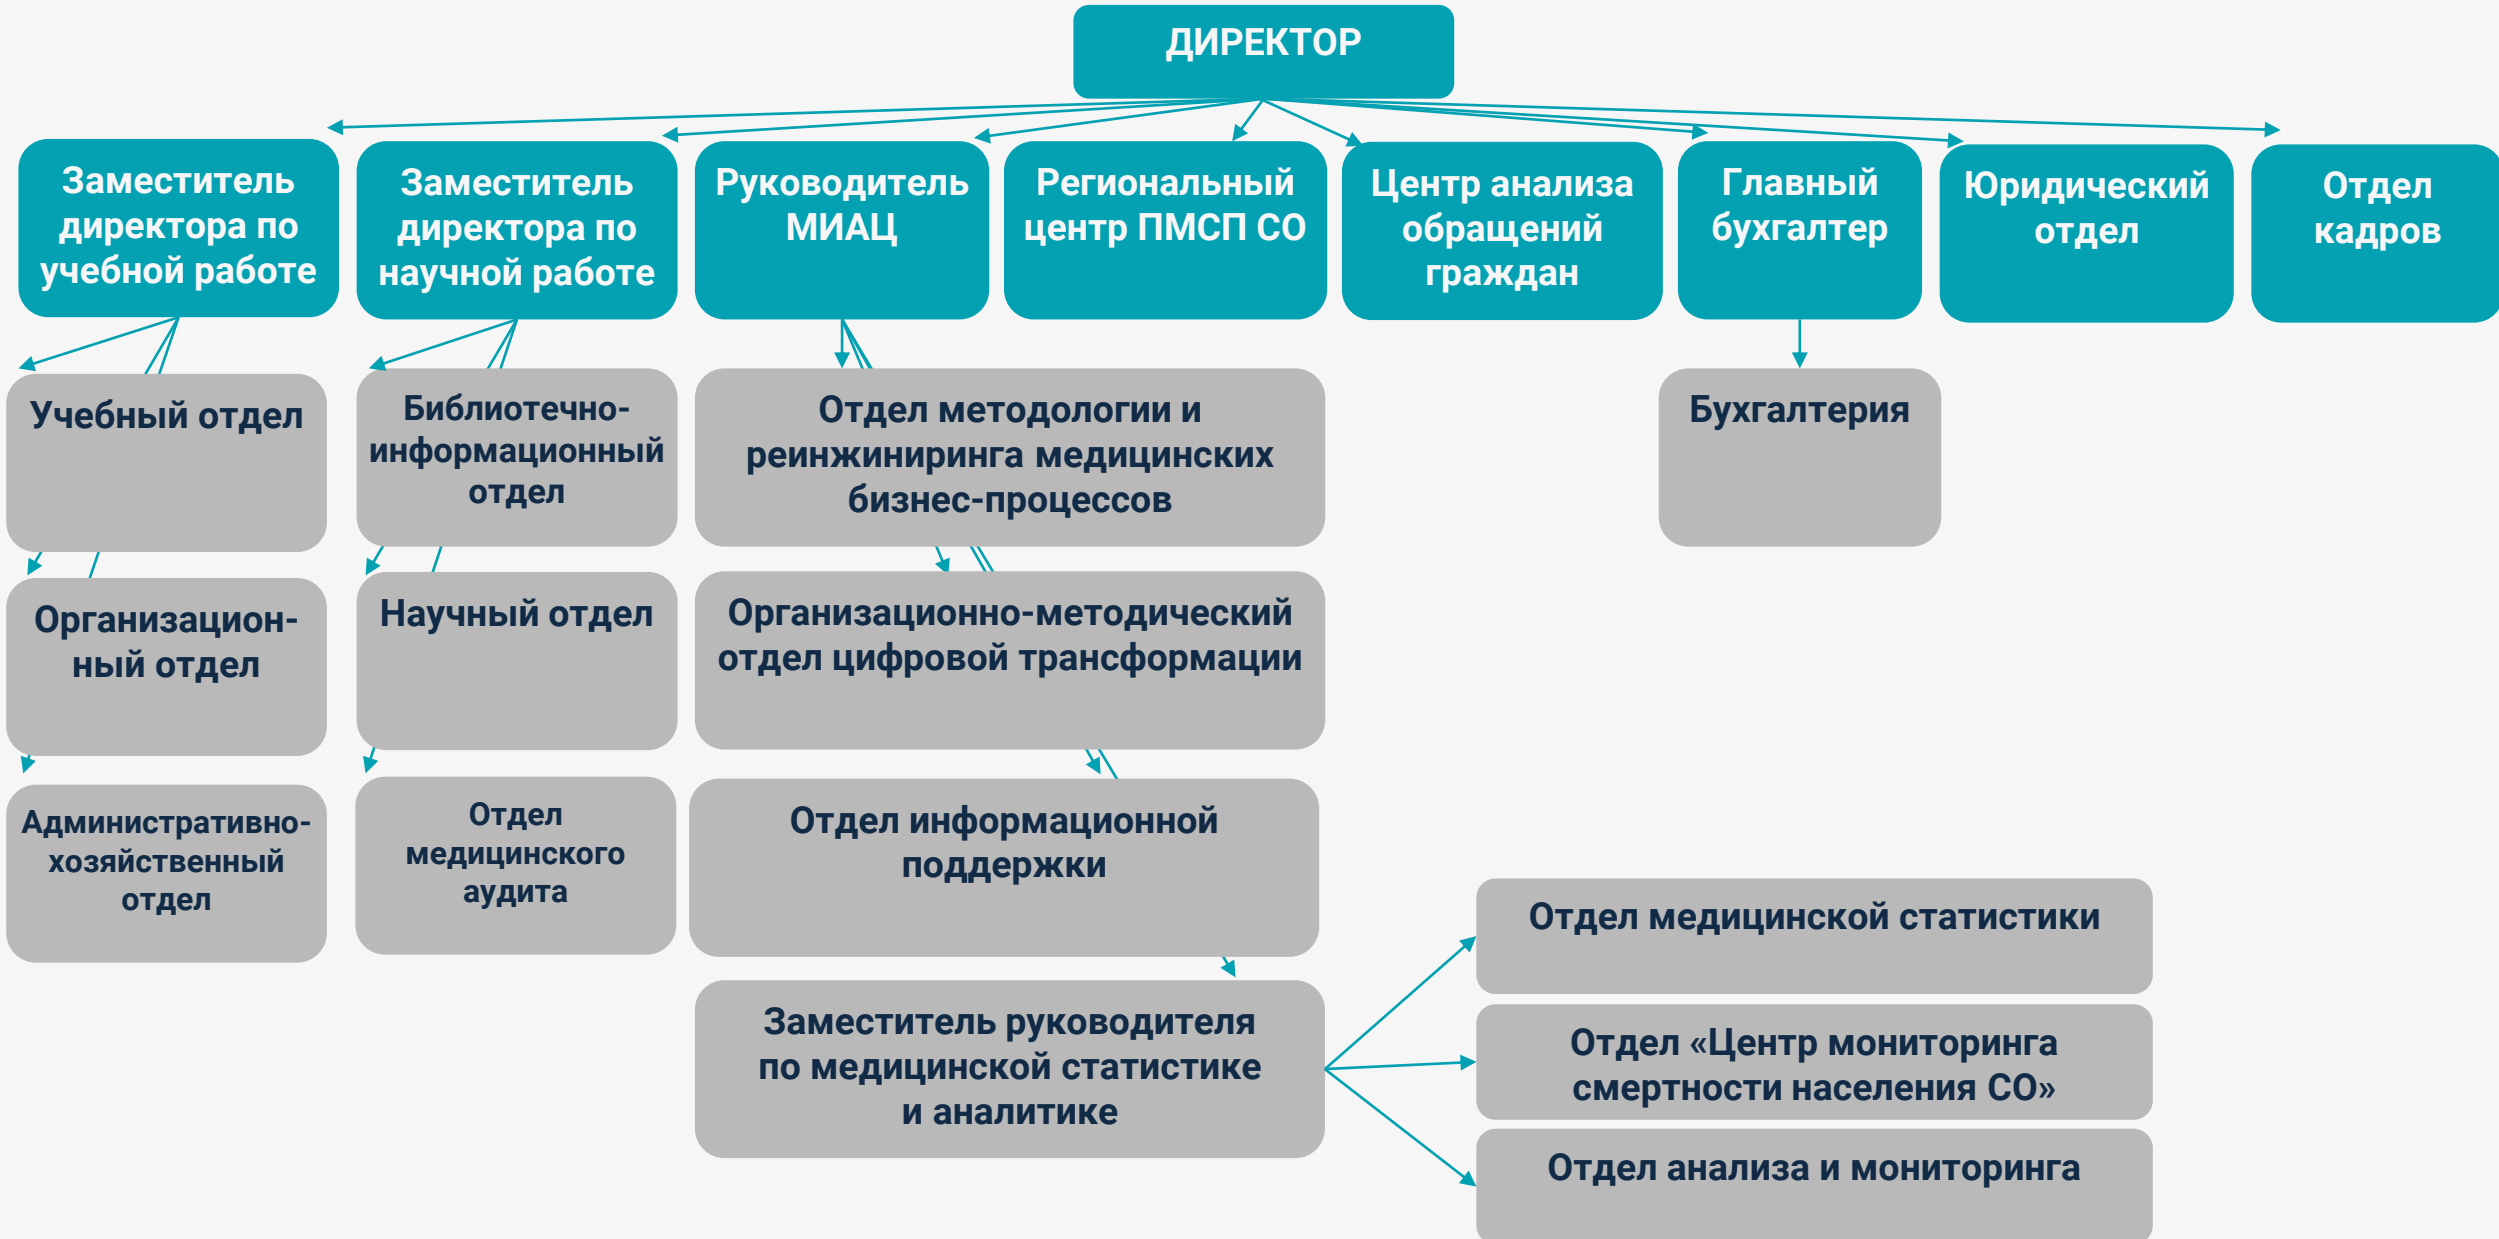 ДИРЕКТОР
Заместитель
директора по
учебной работе
Заместитель
директора по
научной работе
Руководитель
МИАЦ
Региональный
центр ПМСП СО
Центр анализа
обращений
граждан
Главный
бухгалтер
Юридический
отдел
Отдел
кадров
Учебный отдел
Библиотечно-
информационный
отдел
Отдел методологии и
реинжиниринга медицинских
бизнес-процессов
Бухгалтерия
Организацион-
ный отдел
Научный отдел
Организационно-методический
отдел цифровой трансформации
Административно-
хозяйственный
отдел
Отдел
медицинского
аудита
Отдел информационной
поддержки
Заместитель руководителя
по медицинской статистике
и аналитике
Отдел медицинской статистики
Отдел «Центр мониторинга
смертности населения СО»
Отдел анализа и мониторинга